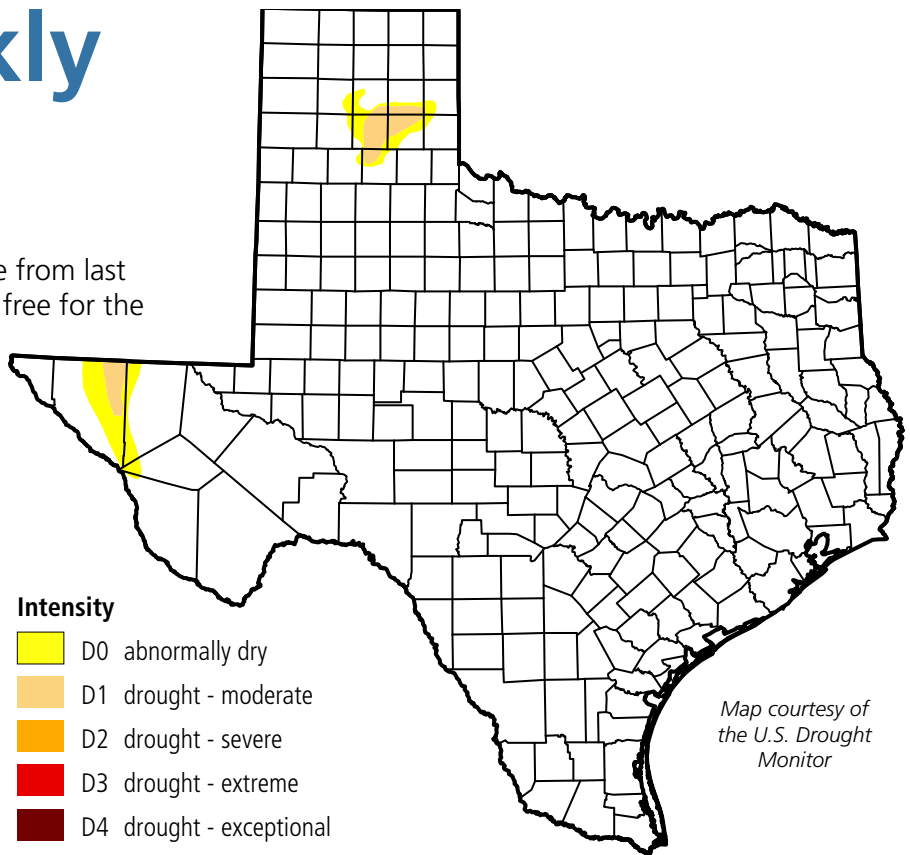 kly
e from last
free for the
Intensity
D0 abnormally dry
D1 drought - moderate
D2 drought - severe
D3 drought - extreme
D4 drought - exceptional
Map courtesy of
the U.S. Drought
Monitor